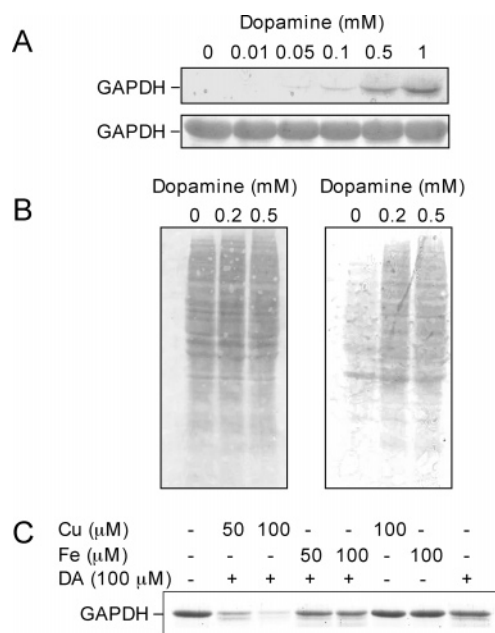 A
Dopamine (mM)
0 0.01 0.05 0.1 0.5 1
GAPDH
GAPDH
B
Dopamine (mM) Dopamine (mM)
0 0.2 0.5 0 0.2 0.5
C
Cu (μM) - 50 100 - - 100 - -
Fe (μM) - - - 50 100 - 100 -
DA (100 μM) - + + + + - - +
GAPDH